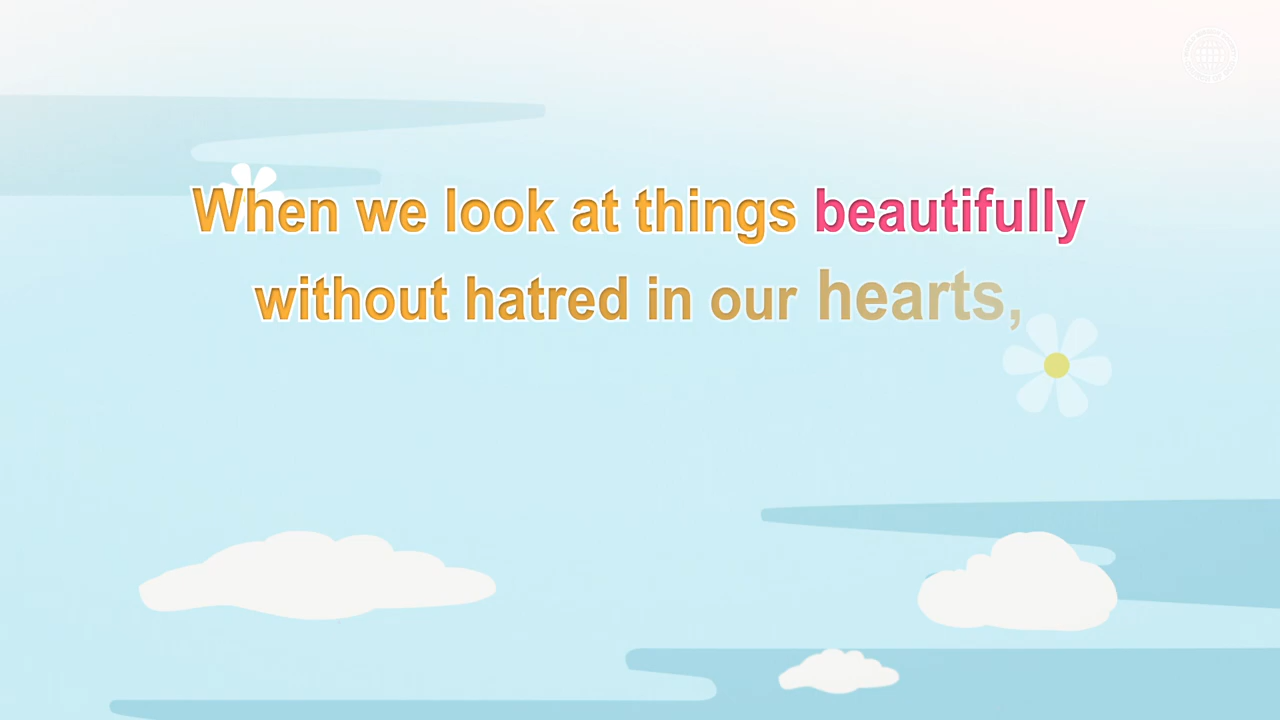 When we look at things beautifully
without hatred in our hearts,